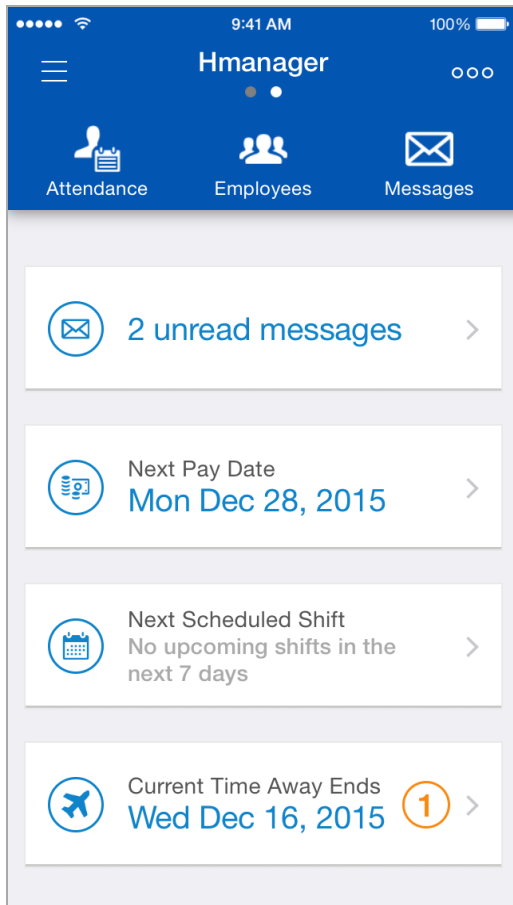 9:41 AM
100%
Hmanager
Attendance
Employees
Messages
2 unread messages
Next Pay Date
Mon Dec 28, 2015
Next Scheduled Shift
No upcoming shifts in the
next 7 days
Current Time Away Ends
Wed Dec 16, 2015
1